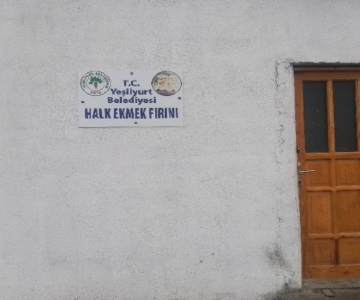 T.C.
Yeşilyurt
Belediyesi
HALK EKMEK FIRINI